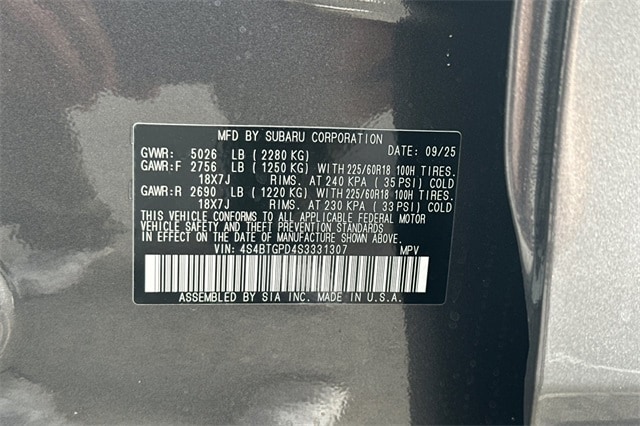 MFD BY SUBARU CORPORATION
GVWR: 5026 LB ( 2280 KG) DATE: 09/25
GAWR:F 2756 LB ( 1250 KG) WITH 225/60R18 100H TIRES.
18X7J RIMS. AT 240 KPA ( 35 PSI) COLD
GAWR:R 2690 LB ( 1220 KG) WITH 225/60R18 100H TIRES.
18X7J RIMS. AT 230 KPA ( 33 PSI) COLD
THIS VEHICLE CONFORMS TO ALL APPLICABLE FEDERAL MOTOR
VEHICLE SAFETY AND THEFT PREVENTION STANDARDS
IN EFFECT ON THE DATE OF MANUFACTURE SHOWN ABOVE.
VIN: 4S4BTGPD4S3331307 MPV
ASSEMBLED BY SIA INC. MADE IN U.S.A.